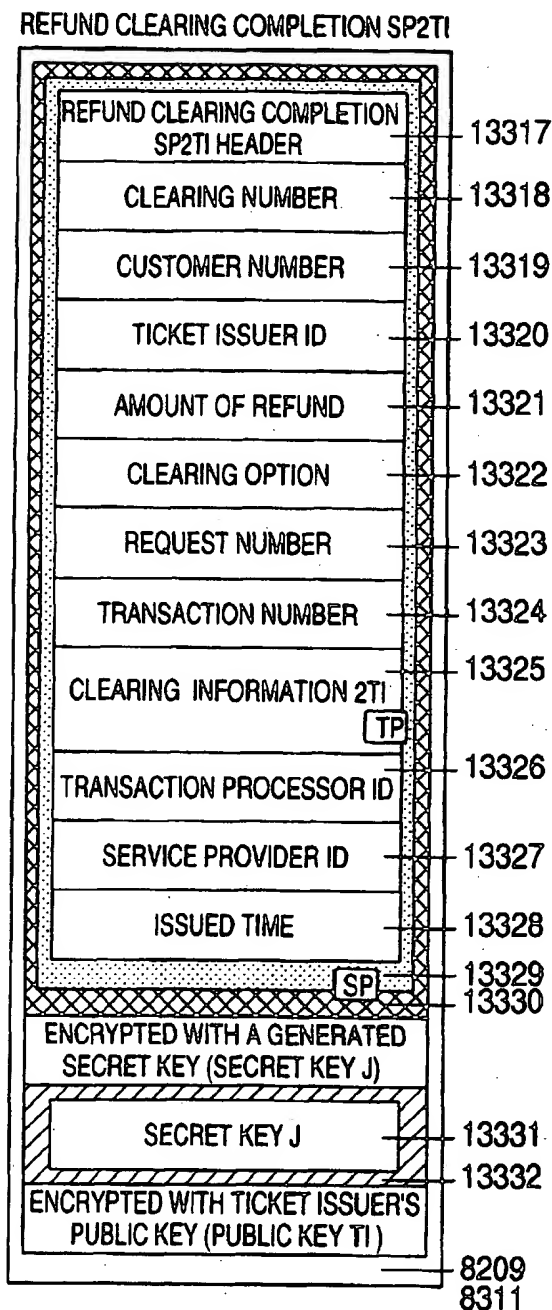 REFUND CLEARING COMPLETION SP2TI
REFUND CLEARING COMPLETION
SP2TI HEADER
13317
CLEARING NUMBER
13318
CUSTOMER NUMBER
13319
TICKET ISSUER ID
13320
AMOUNT OF REFUND
13321
CLEARING OPTION
13322
REQUEST NUMBER
13323
TRANSACTION NUMBER
13324
13325
CLEARING INFORMATION 2TI
TP
13326
TRANSACTION PROCESSOR ID
SERVICE PROVIDER ID
13327
ISSUED TIME
13328
SP
13329
13330
ENCRYPTED WITH A GENERATED
SECRET KEY (SECRET KEY J)
SECRET KEY J
13331
13332
ENCRYPTED WITH TICKET ISSUER'S
PUBLIC KEY (PUBLIC KEY TI )
8209
8311